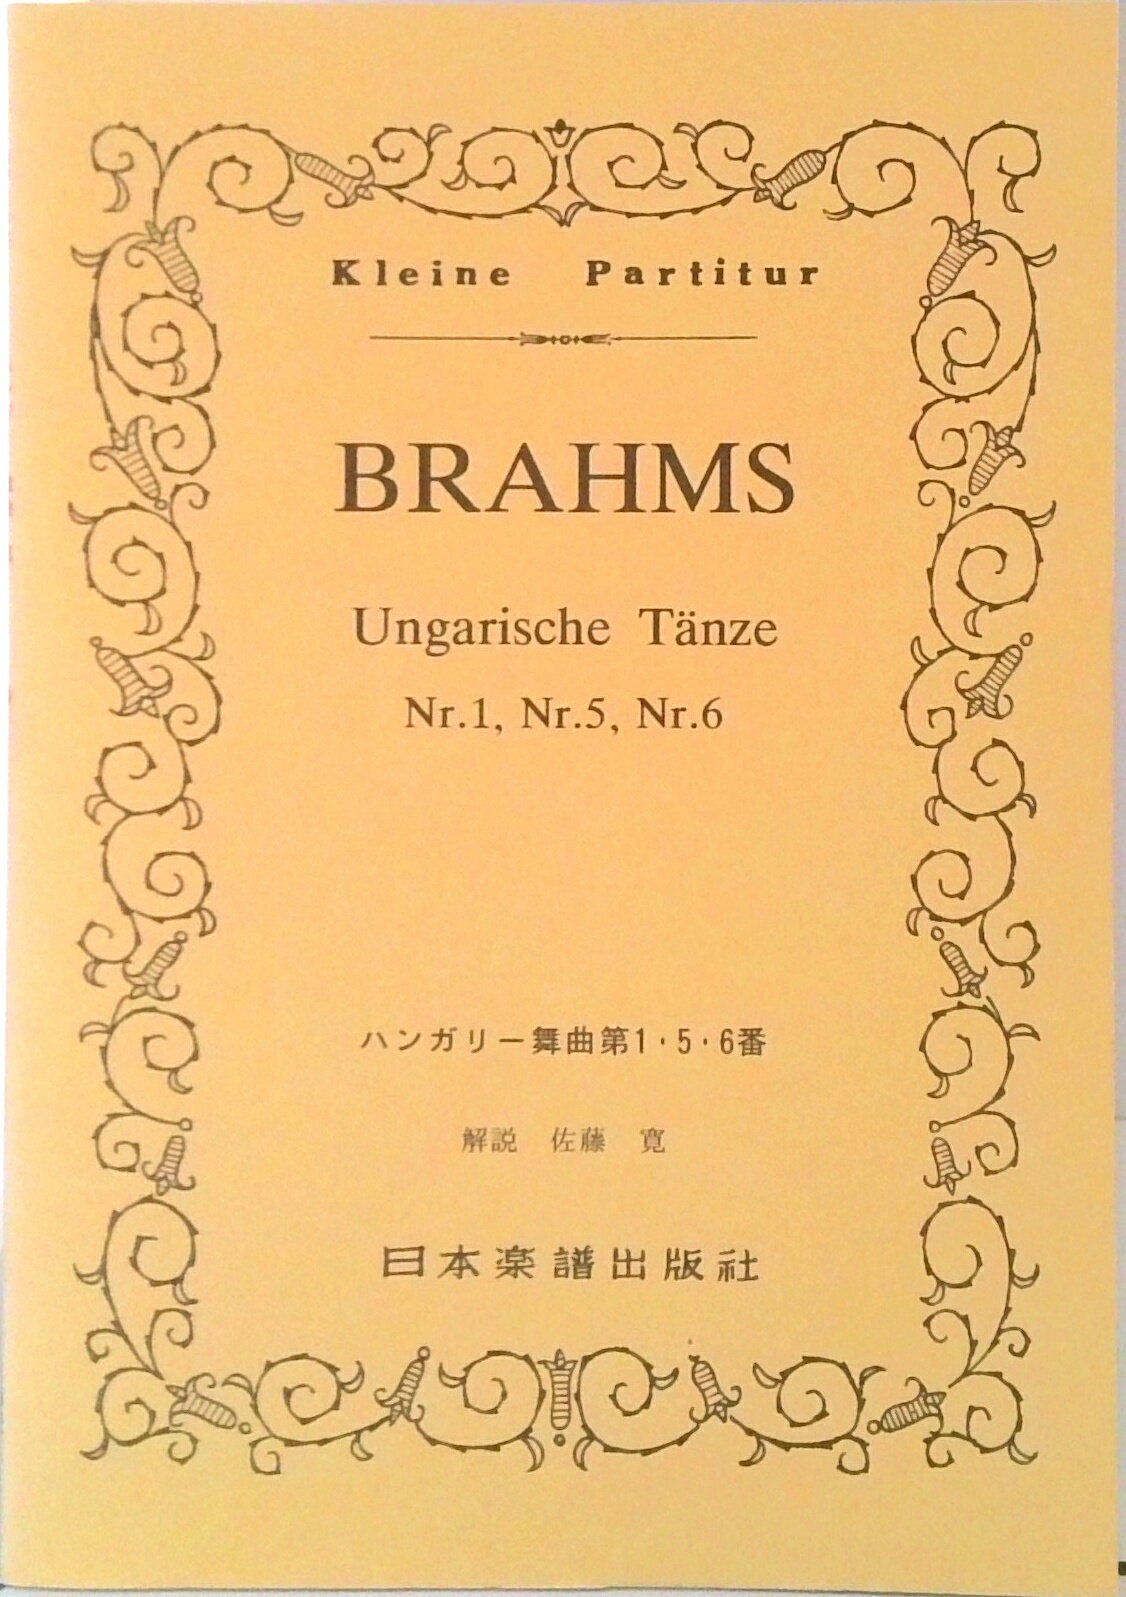 Kleine Partitur
BRAHMS
Ungarische Tänze
Nr.1, Nr.5, Nr.6
ハンガリー舞曲第1・5・6番
解説 佐藤 寛
日本楽譜出版社